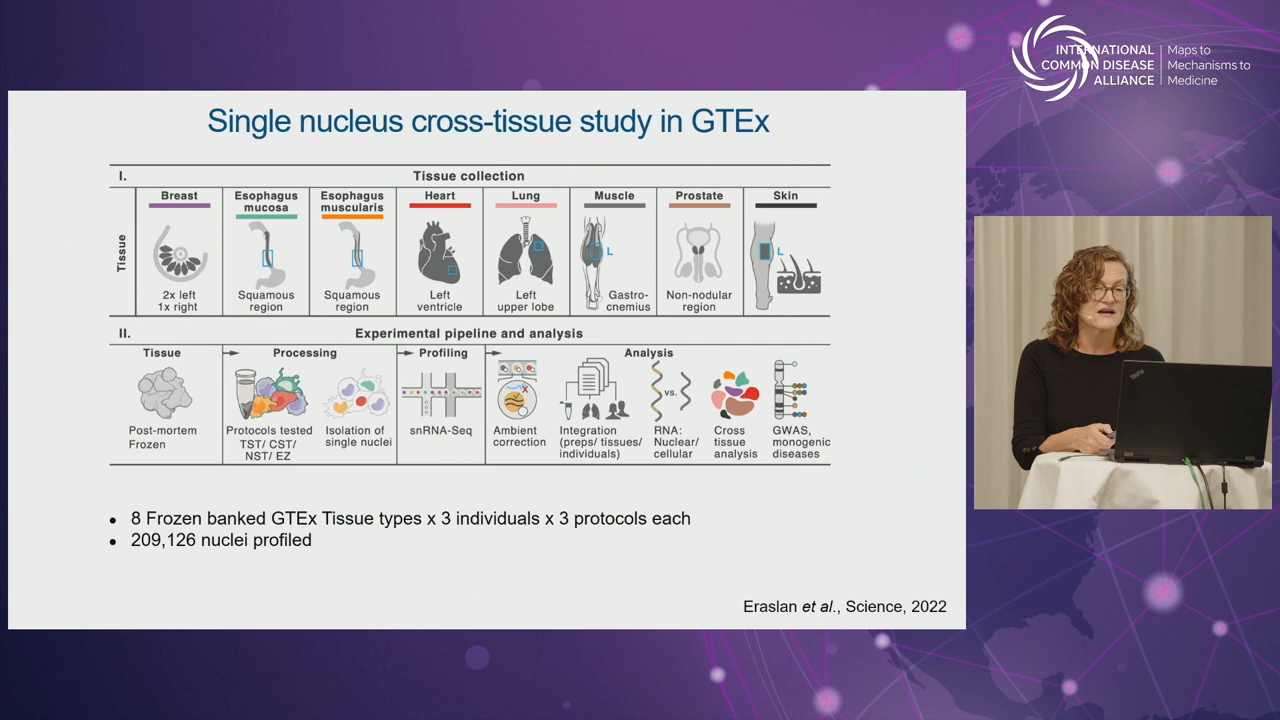 INTERNATIONAL
COMMON DISEASE
ALLIANCE
Maps to
Mechanisms to
Medicine
Single nucleus cross-tissue study in GTEx
I. Tissue collection
Tissue
Breast
2x left
1x right
Esophagus
mucosa
Squamous
region
Esophagus
muscularis
Squamous
region
Heart
Left
ventricle
Lung
Left
upper lobe
Muscle
L
Gastro-
cnemius
Prostate
Non-nodular
region
Skin
L
II. Experimental pipeline and analysis
Tissue
Post-mortem
Frozen
Processing
Protocols tested
TST/ CST/
NST/ EZ
Isolation of
single nuclei
Profiling
snRNA-Seq
Analysis
Ambient
correction
Integration
(preps/ tissues/
individuals)
vs.
RNA:
Nuclear/
cellular
Cross
tissue
analysis
GWAS,
monogenic
diseases
• 8 Frozen banked GTEx Tissue types x 3 individuals x 3 protocols each
• 209,126 nuclei profiled
Eraslan et al., Science, 2022
ThinkPad